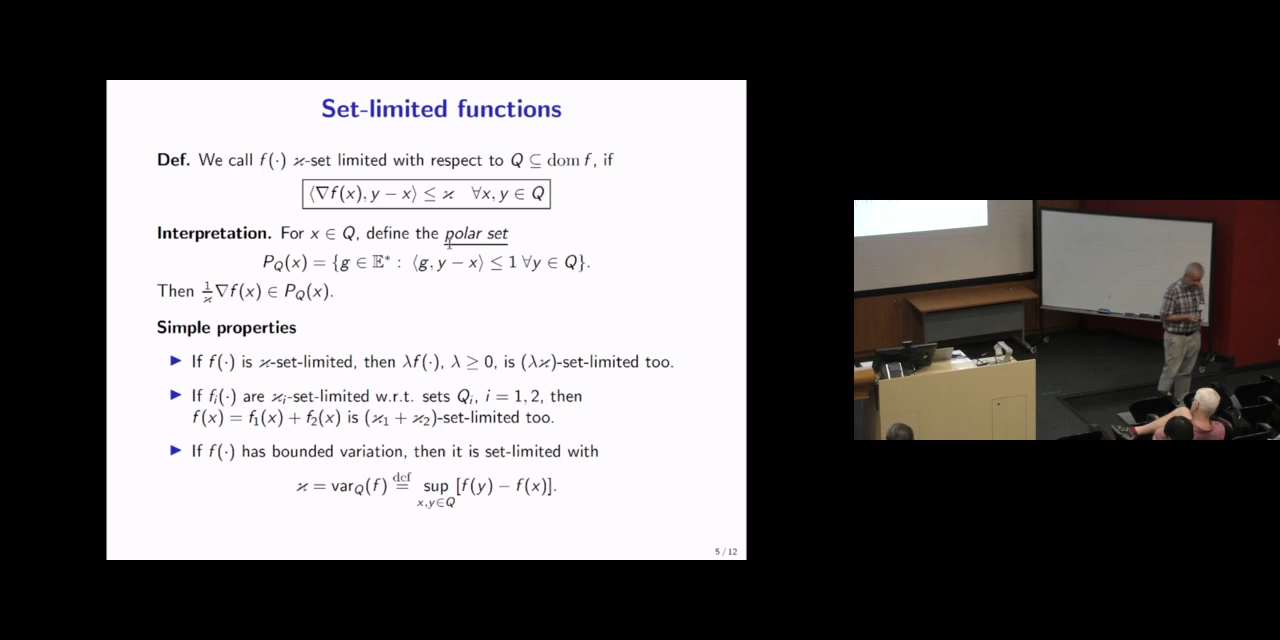 Set-limited functions
Def. We call f(·) ϰ-set limited with respect to Q ⊆ dom f, if
⟨∇f(x), y − x⟩ ≤ ϰ ∀x, y ∈ Q
Interpretation. For x ∈ Q, define the polar set
P_Q(x) = {g ∈ 𝔼* : ⟨g, y − x⟩ ≤ 1 ∀y ∈ Q}.
Then 1/ϰ ∇f(x) ∈ P_Q(x).
Simple properties
▶ If f(·) is ϰ-set-limited, then λf(·), λ ≥ 0, is (λϰ)-set-limited too.
▶ If f_i(·) are ϰ_i-set-limited w.r.t. sets Q_i, i = 1, 2, then
f(x) = f_1(x) + f_2(x) is (ϰ_1 + ϰ_2)-set-limited too.
▶ If f(·) has bounded variation, then it is set-limited with
ϰ = var_Q(f) def= sup_{x,y∈Q} [f(y) − f(x)].
5 / 12